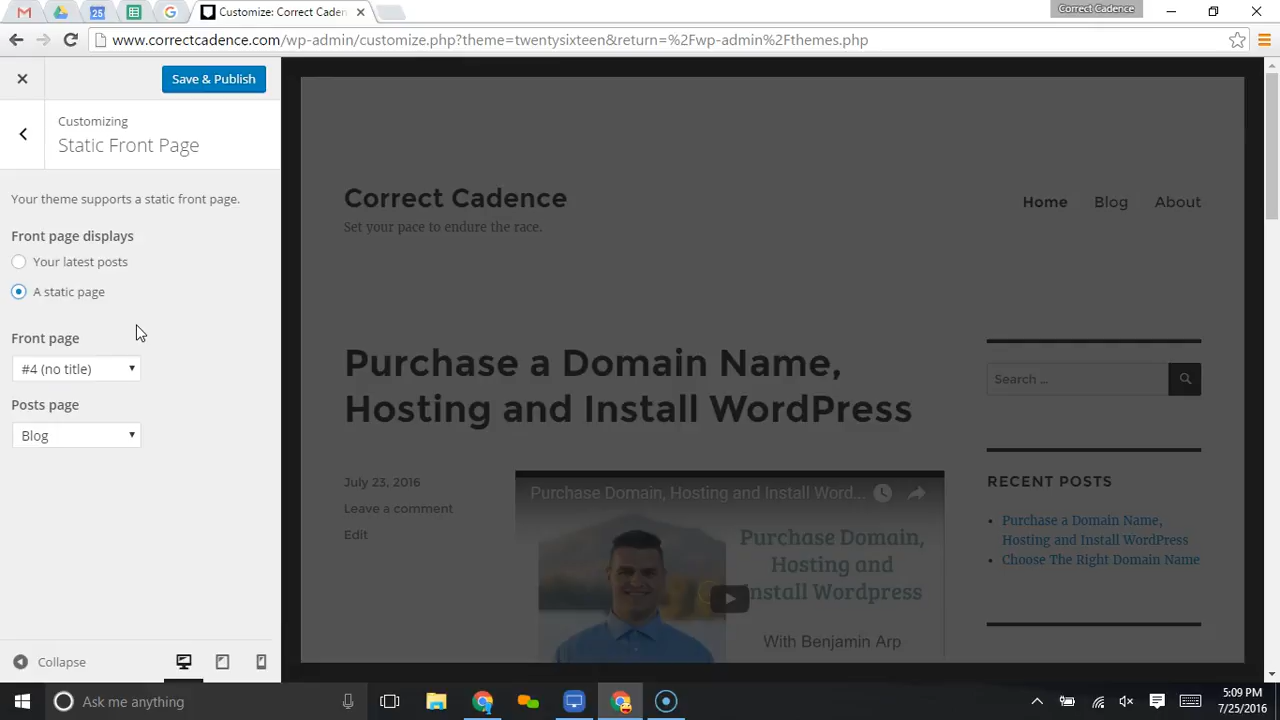 Customize: Correct Caden
Correct Cadence
www.correctcadence.com/wp-admin/customize.php?theme=twentysixteen&return=%2Fwp-admin%2Fthemes.php
Save & Publish
Customizing
Static Front Page
Your theme supports a static front page.
Front page displays
Your latest posts
A static page
Front page
#4 (no title)
Posts page
Blog
Collapse
Correct Cadence
Set your pace to endure the race.
Home Blog About
Purchase a Domain Name,
Hosting and Install WordPress
July 23, 2016
Leave a comment
Edit
Purchase Domain, Hosting and Install Word...
Purchase Domain,
Hosting and
Install Wordpress
With Benjamin Arp
Search ...
RECENT POSTS
Purchase a Domain Name,
Hosting and Install WordPress
Choose The Right Domain Name
Ask me anything
5:09 PM
7/25/2016